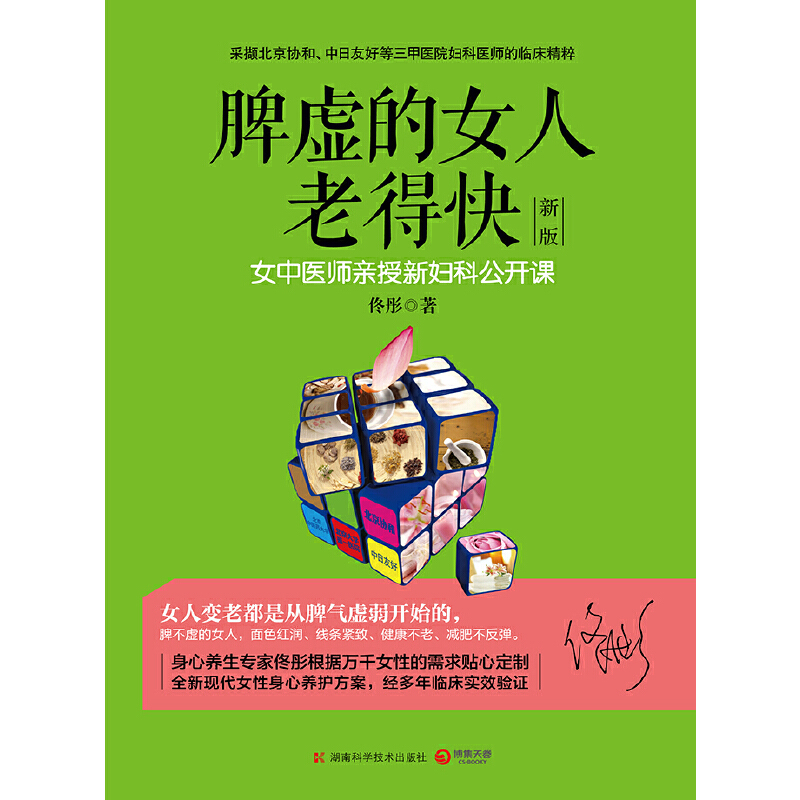 采撷北京协和、中日友好等三甲医院妇科医师的临床精粹
脾虚的女人
老得快
新版
女中医师亲授新妇科公开课
佟彤◎著
北京协和
中日友好
女人变老都是从脾气虚弱开始的，
脾不虚的女人，面色红润、线条紧致、健康不老、减肥不反弹。
身心养生专家佟彤根据万千女性的需求贴心定制
全新现代女性身心养护方案，经多年临床实效验证
佟彤
湖南科学技术出版社
博集天卷
CS-BOOKY